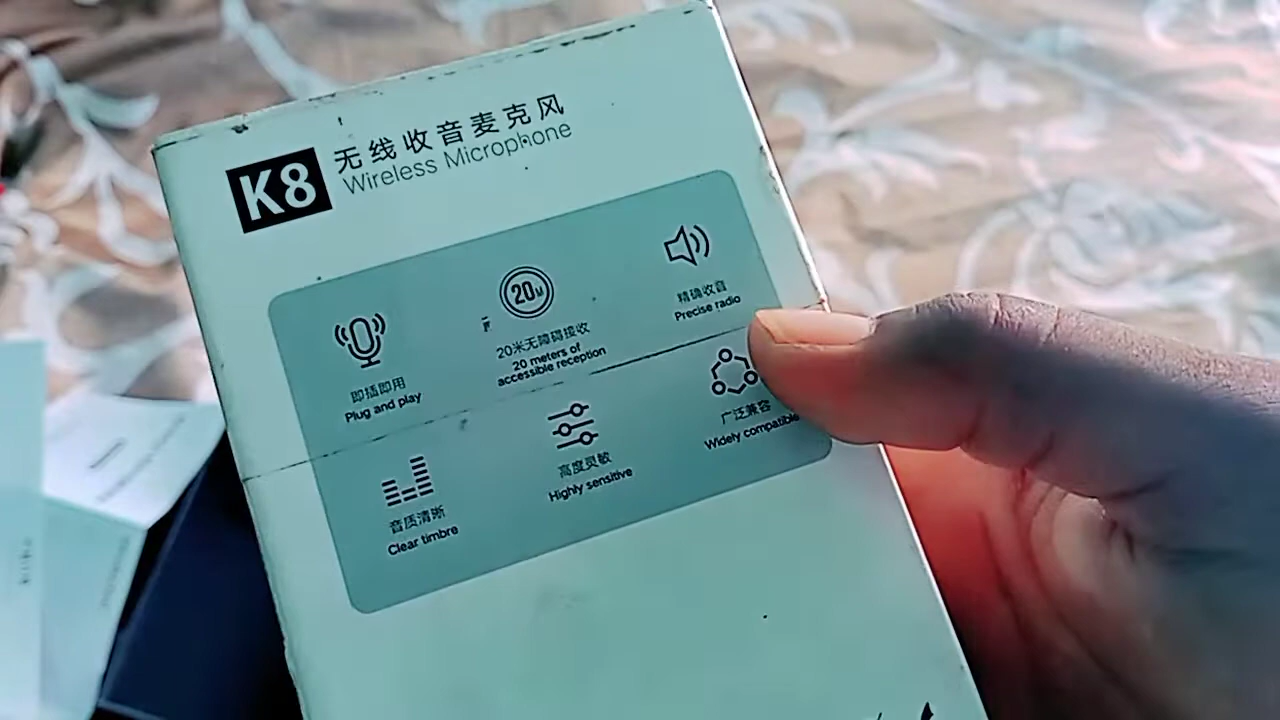 K8
无线收音麦克风
Wireless Microphone
即插即用
Plug and play
20M
20米无障碍接收
20 meters of
accessible reception
精确收音
Precise radio
音质清晰
Clear timbre
高度灵敏
Highly sensitive
广泛兼容
Widely compatible